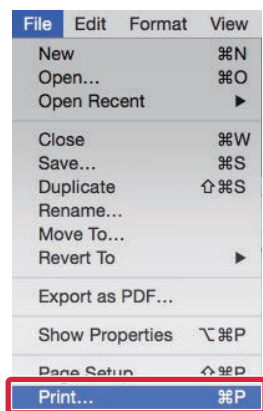 File Edit Format View
New ⌘N
Open... ⌘O
Open Recent ▶
Close ⌘W
Save... ⌘S
Duplicate ⇧⌘S
Rename...
Move To...
Revert To ▶
Export as PDF...
Show Properties ⌥⌘P
Page Setup ⇧⌘P
Print... ⌘P